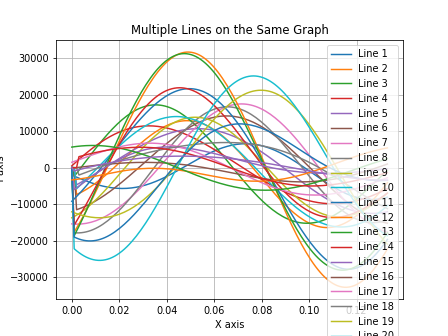 Multiple Lines on the Same Graph
30000
20000
10000
0
−10000
−20000
−30000
0.00
0.02
0.04
0.06
0.08
0.10
X axis
Line 1
Line 2
Line 3
Line 4
Line 5
Line 6
Line 7
Line 8
Line 9
Line 10
Line 11
Line 12
Line 13
Line 14
Line 15
Line 16
Line 17
Line 18
Line 19
Line 20